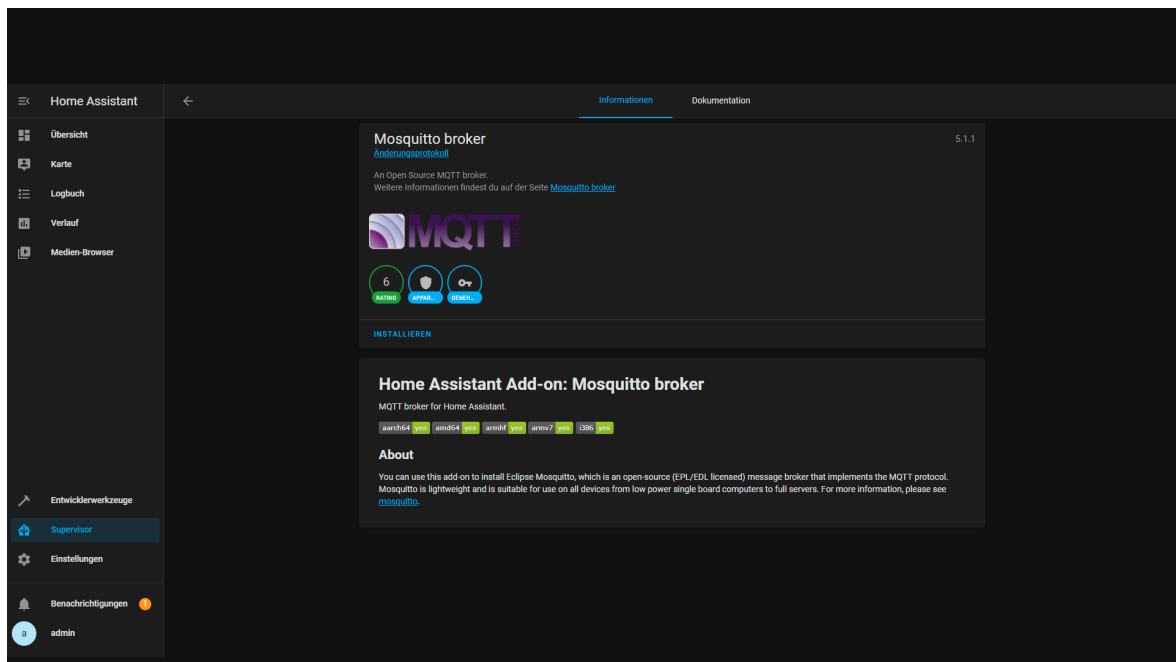 Home Assistant
Informationen
Dokumentation
Übersicht
Karte
Logbuch
Verlauf
Medien-Browser
Mosquitto broker
5.1.1
Änderungsprotokoll
An Open Source MQTT broker.
Weitere Informationen findest du auf der Seite Mosquitto broker
MQTT
6
RATING
APPAR...
GENEH...
INSTALLIEREN
Home Assistant Add-on: Mosquitto broker
MQTT broker for Home Assistant.
aarch64 yes amd64 yes armhf yes armv7 yes i386 yes
About
You can use this add-on to install Eclipse Mosquitto, which is an open-source (EPL/EDL licensed) message broker that implements the MQTT protocol.
Mosquitto is lightweight and is suitable for use on all devices from low power single board computers to full servers. For more information, please see
mosquitto.
Entwicklerwerkzeuge
Supervisor
Einstellungen
Benachrichtigungen 1
a admin